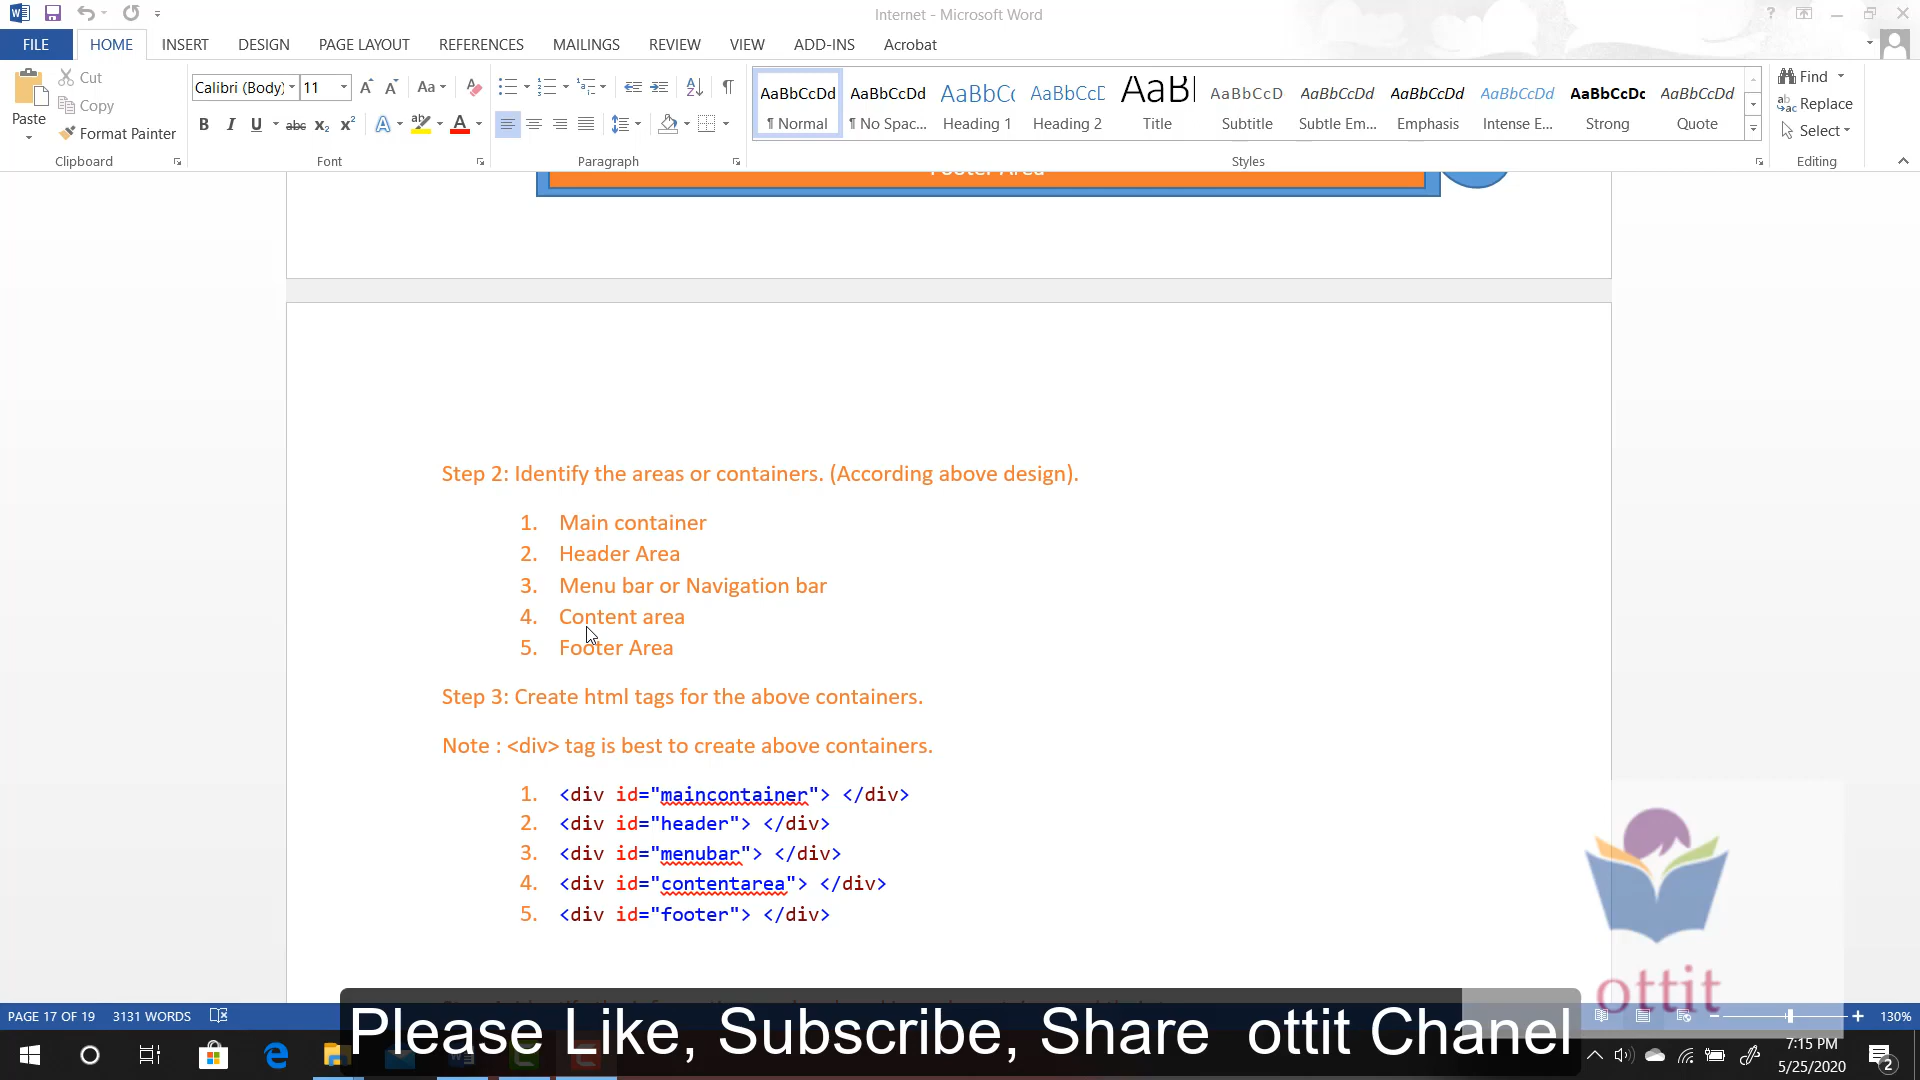 Internet - Microsoft Word
FILE HOME INSERT DESIGN PAGE LAYOUT REFERENCES MAILINGS REVIEW VIEW ADD-INS Acrobat
Cut
Copy
Paste
Format Painter
Clipboard
Calibri (Body) 11
Font
Paragraph
AaBbCcDd AaBbCcDd AaBbCc AaBbCcD AaBl AaBbCcD AaBbCcDd AaBbCcDd AaBbCcDd AaBbCcDc AaBbCcDd
¶ Normal ¶ No Spac... Heading 1 Heading 2 Title Subtitle Subtle Em... Emphasis Intense E... Strong Quote
Styles
Find
Replace
Select
Editing
Footer Area
Step 2: Identify the areas or containers. (According above design).
1. Main container
2. Header Area
3. Menu bar or Navigation bar
4. Content area
5. Footer Area
Step 3: Create html tags for the above containers.
Note : <div> tag is best to create above containers.
1. <div id="maincontainer"> </div>
2. <div id="header"> </div>
3. <div id="menubar"> </div>
4. <div id="contentarea"> </div>
5. <div id="footer"> </div>
ottit
PAGE 17 OF 19 3131 WORDS
130%
Please Like, Subscribe, Share ottit Chanel
7:15 PM
5/25/2020
2